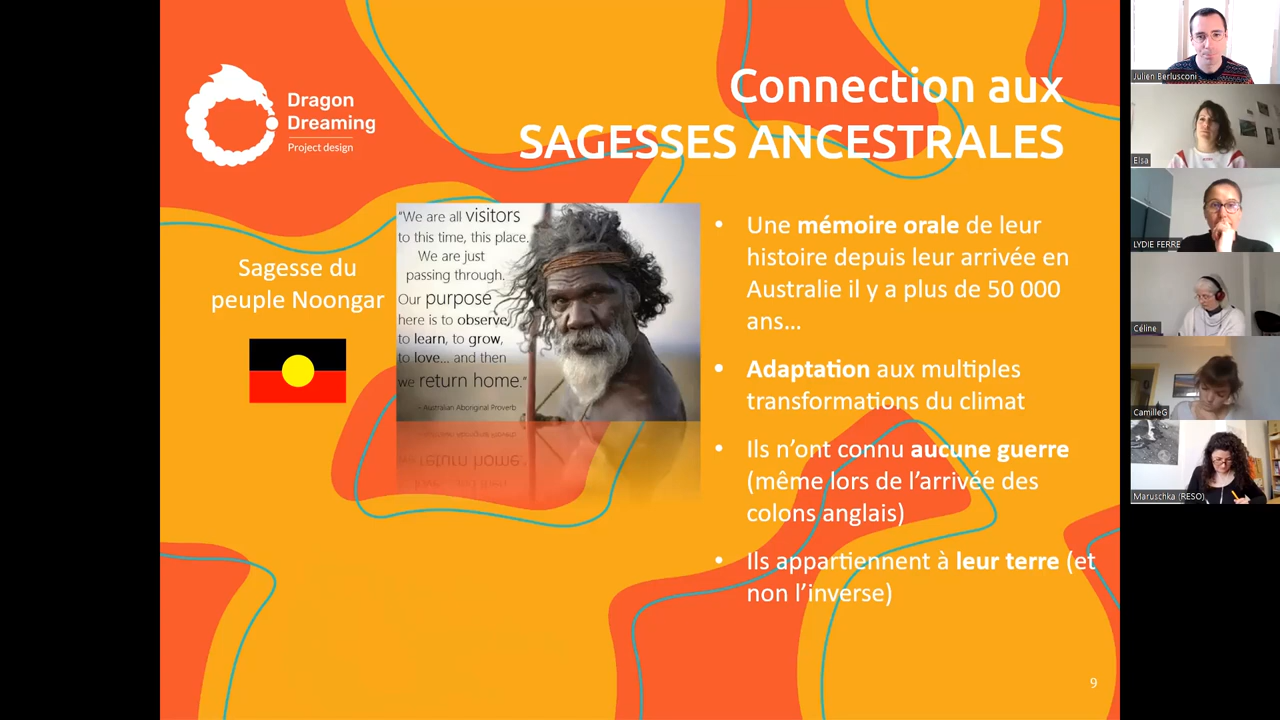 Dragon
Dreaming
Project design
Connection aux
SAGESSES ANCESTRALES
Sagesse du
peuple Noongar
"We are all visitors
to this time, this place.
We are just
passing through.
Our purpose
here is to observe,
to learn, to grow,
to love... and then
we return home."
~ Australian Aboriginal Proverb
• Une mémoire orale de leur
histoire depuis leur arrivée en
Australie il y a plus de 50 000
ans...
• Adaptation aux multiples
transformations du climat
• Ils n'ont connu aucune guerre
(même lors de l'arrivée des
colons anglais)
• Ils appartiennent à leur terre (et
non l'inverse)
9
Julien Berlusconi
Elsa
LYDIE FERRE
Céline
CamilleG
Maruschka (RESO)